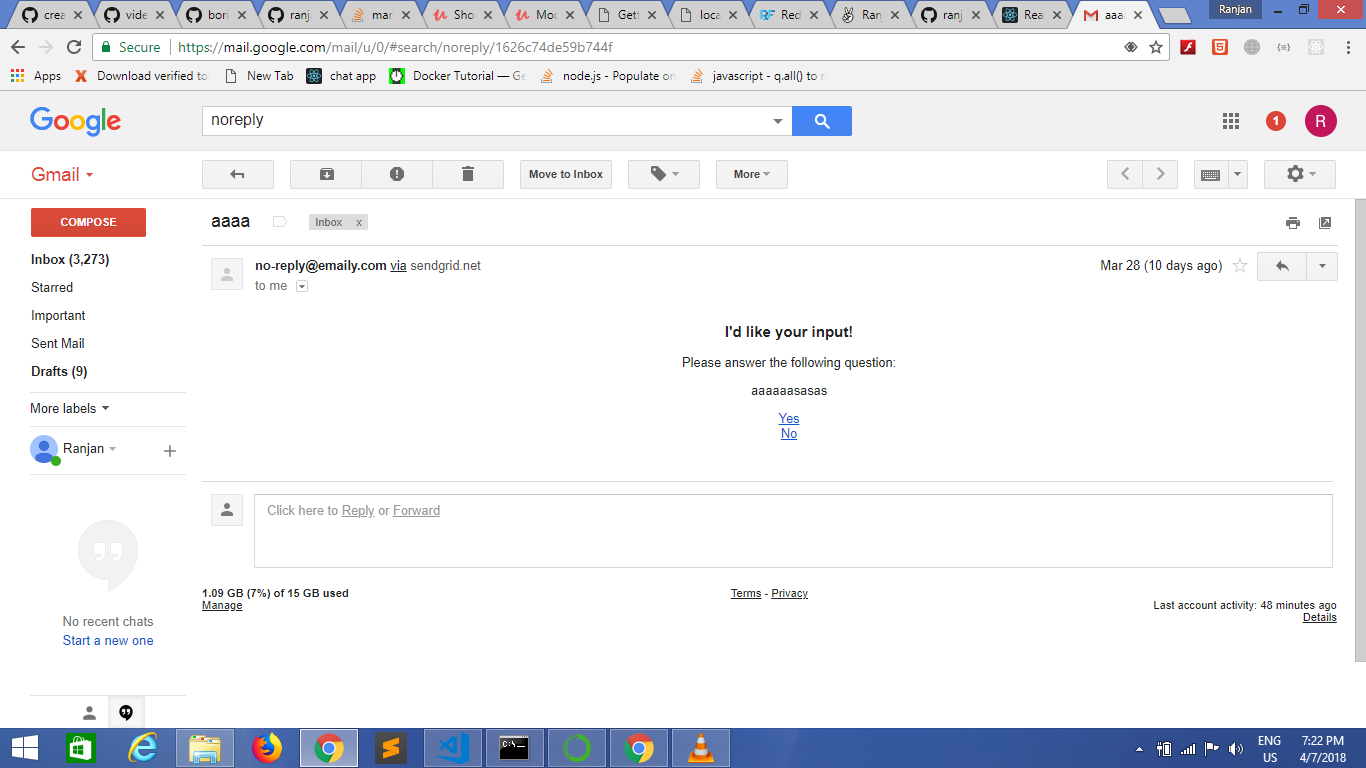 crea
vide
bori
ranj
mar
Sho
Moc
Gett
loca
Red
Ranj
ranj
Rea
aaaa
Ranjan
Secure
https://mail.google.com/mail/u/0/#search/noreply/1626c74de59b744f
Apps
Download verified to
New Tab
chat app
Docker Tutorial — Ge
node.js - Populate on
javascript - q.all() to r
Google
noreply
1
R
Gmail
Move to Inbox
More
COMPOSE
aaaa
Inbox x
Inbox (3,273)
Starred
Important
Sent Mail
Drafts (9)
More labels
Ranjan
No recent chats
Start a new one
no-reply@emaily.com via sendgrid.net
Mar 28 (10 days ago)
to me
I'd like your input!
Please answer the following question:
aaaaaasasas
Yes
No
Click here to Reply or Forward
1.09 GB (7%) of 15 GB used
Manage
Terms - Privacy
Last account activity: 48 minutes ago
Details
C:\_
ENG
US
7:22 PM
4/7/2018